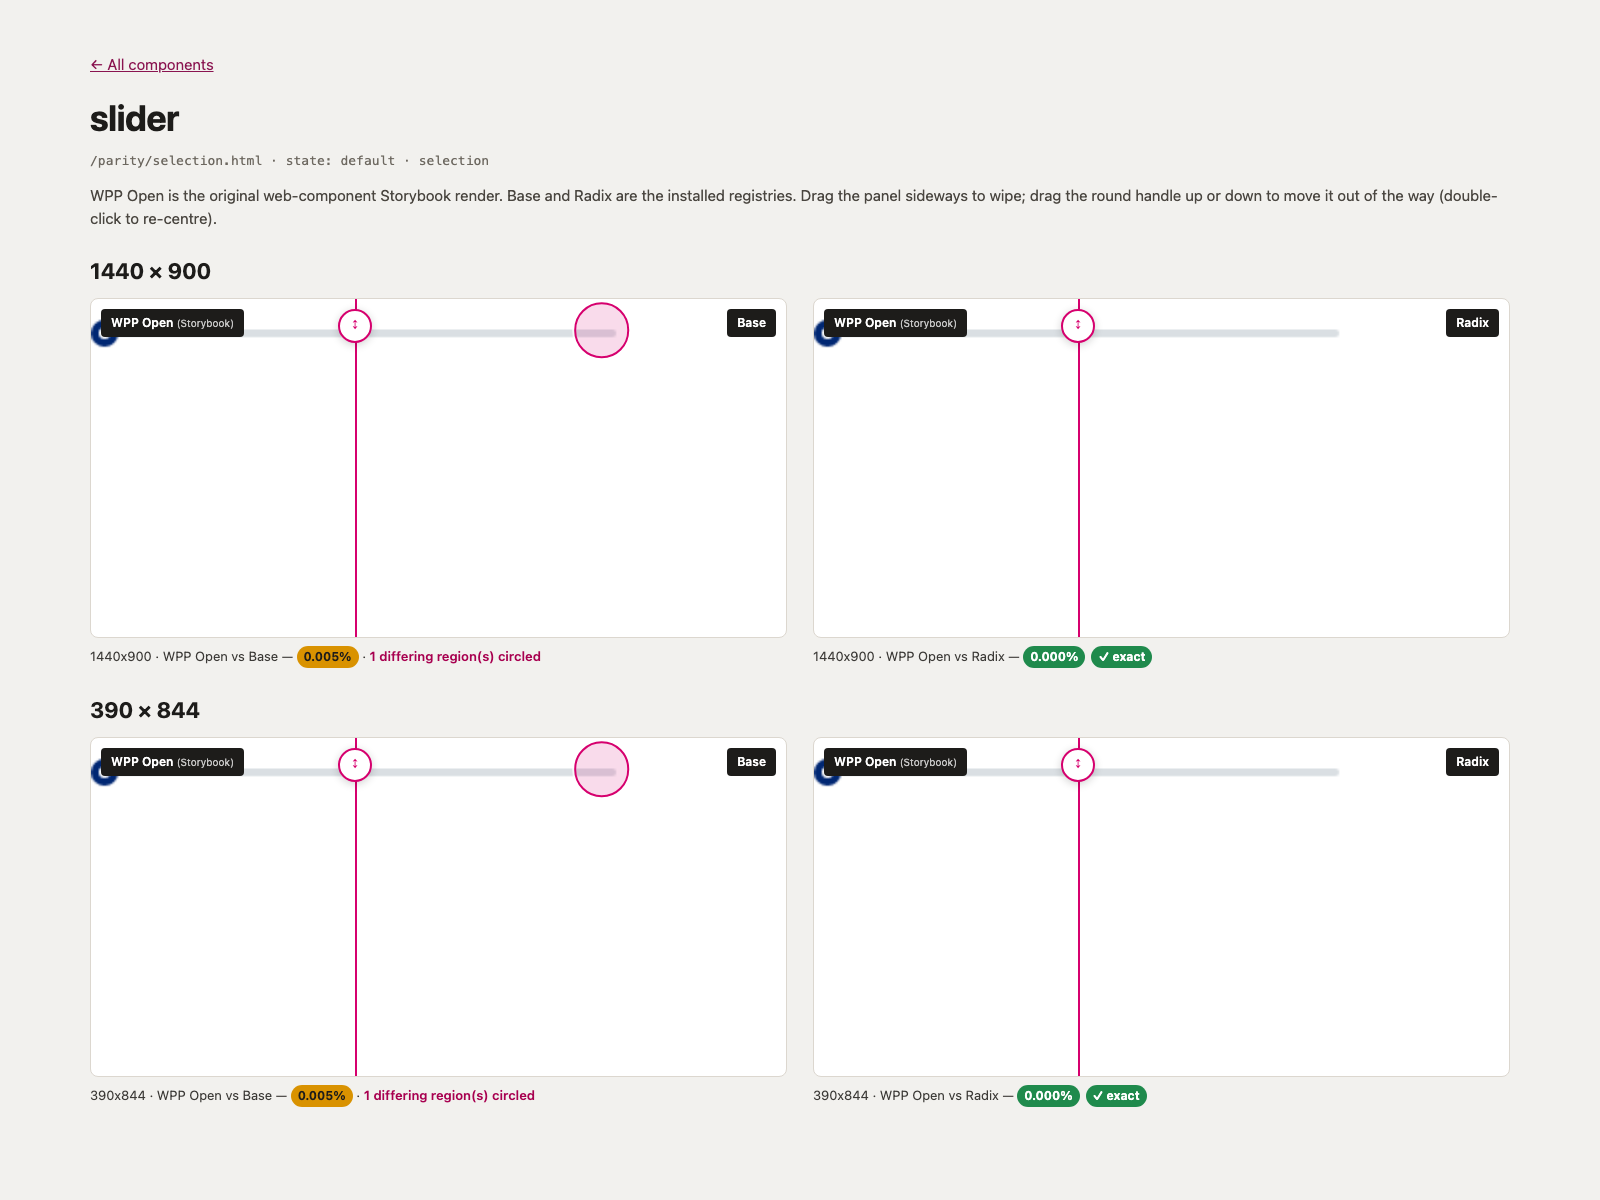 ← All components
slider
/parity/selection.html · state: default · selection
WPP Open is the original web-component Storybook render. Base and Radix are the installed registries. Drag the panel sideways to wipe; drag the round handle up or down to move it out of the way (double-
click to re-centre).
1440 × 900
WPP Open (Storybook)
Base
WPP Open (Storybook)
Radix
1440x900 · WPP Open vs Base — 0.005% · 1 differing region(s) circled
1440x900 · WPP Open vs Radix — 0.000% ✓ exact
390 × 844
WPP Open (Storybook)
Base
WPP Open (Storybook)
Radix
390x844 · WPP Open vs Base — 0.005% · 1 differing region(s) circled
390x844 · WPP Open vs Radix — 0.000% ✓ exact